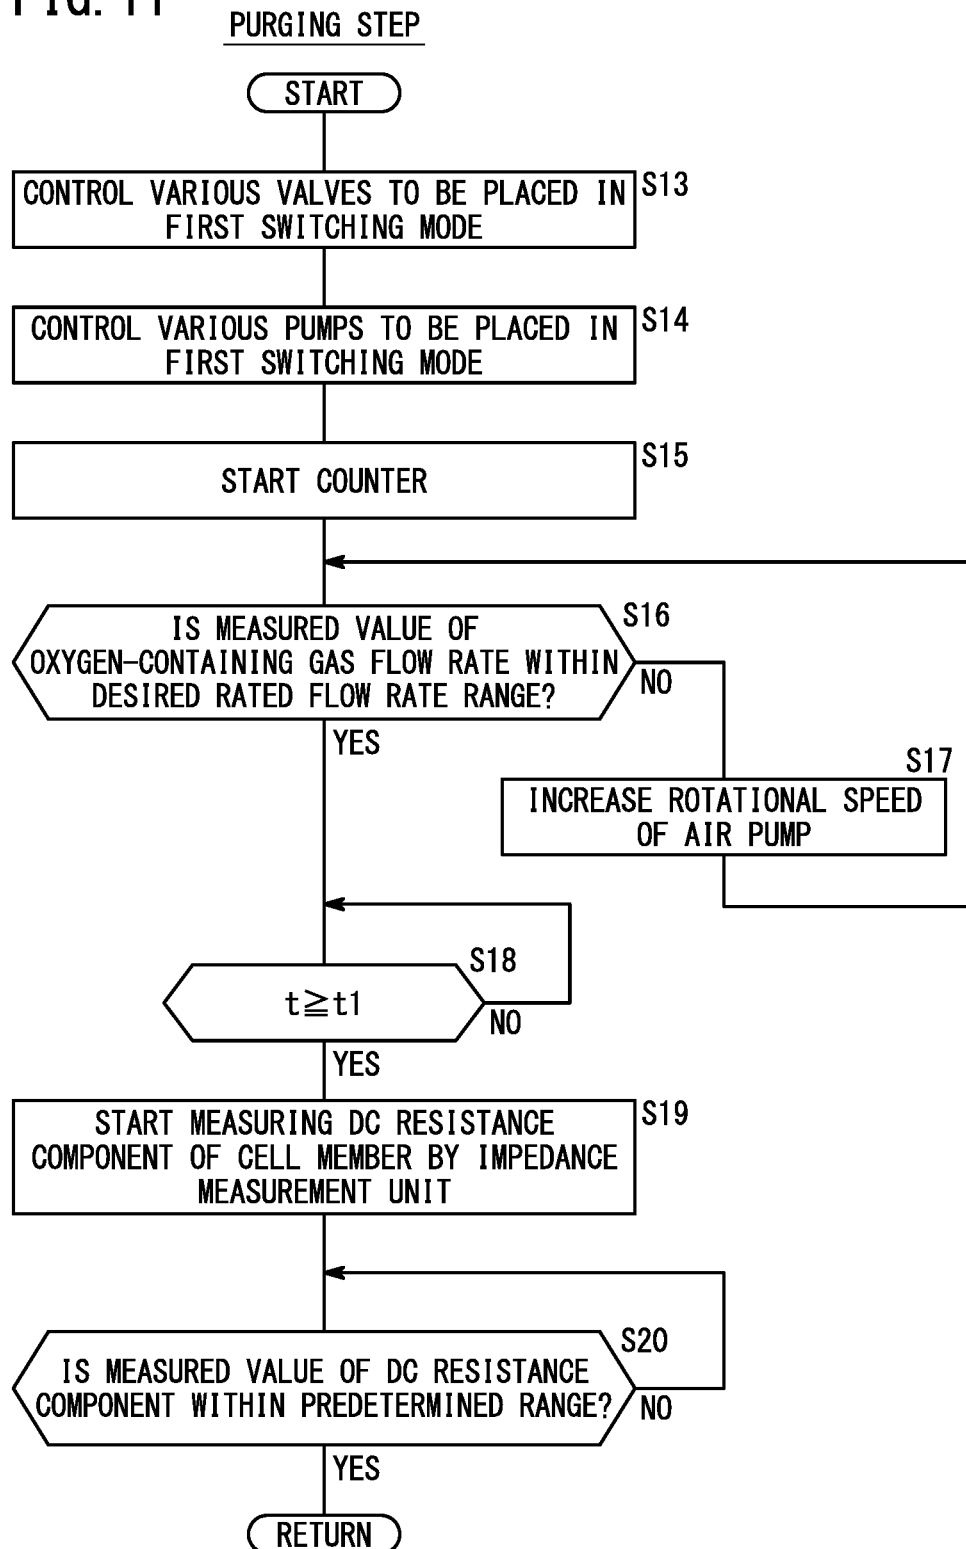 FIG. 11
PURGING STEP
START
CONTROL VARIOUS VALVES TO BE PLACED IN
FIRST SWITCHING MODE
S13
CONTROL VARIOUS PUMPS TO BE PLACED IN
FIRST SWITCHING MODE
S14
START COUNTER
S15
IS MEASURED VALUE OF
OXYGEN-CONTAINING GAS FLOW RATE WITHIN
DESIRED RATED FLOW RATE RANGE?
S16
NO
YES
S17
INCREASE ROTATIONAL SPEED
OF AIR PUMP
S18
t≧t1
NO
YES
START MEASURING DC RESISTANCE
COMPONENT OF CELL MEMBER BY IMPEDANCE
MEASUREMENT UNIT
S19
S20
IS MEASURED VALUE OF DC RESISTANCE
COMPONENT WITHIN PREDETERMINED RANGE?
NO
YES
RETURN